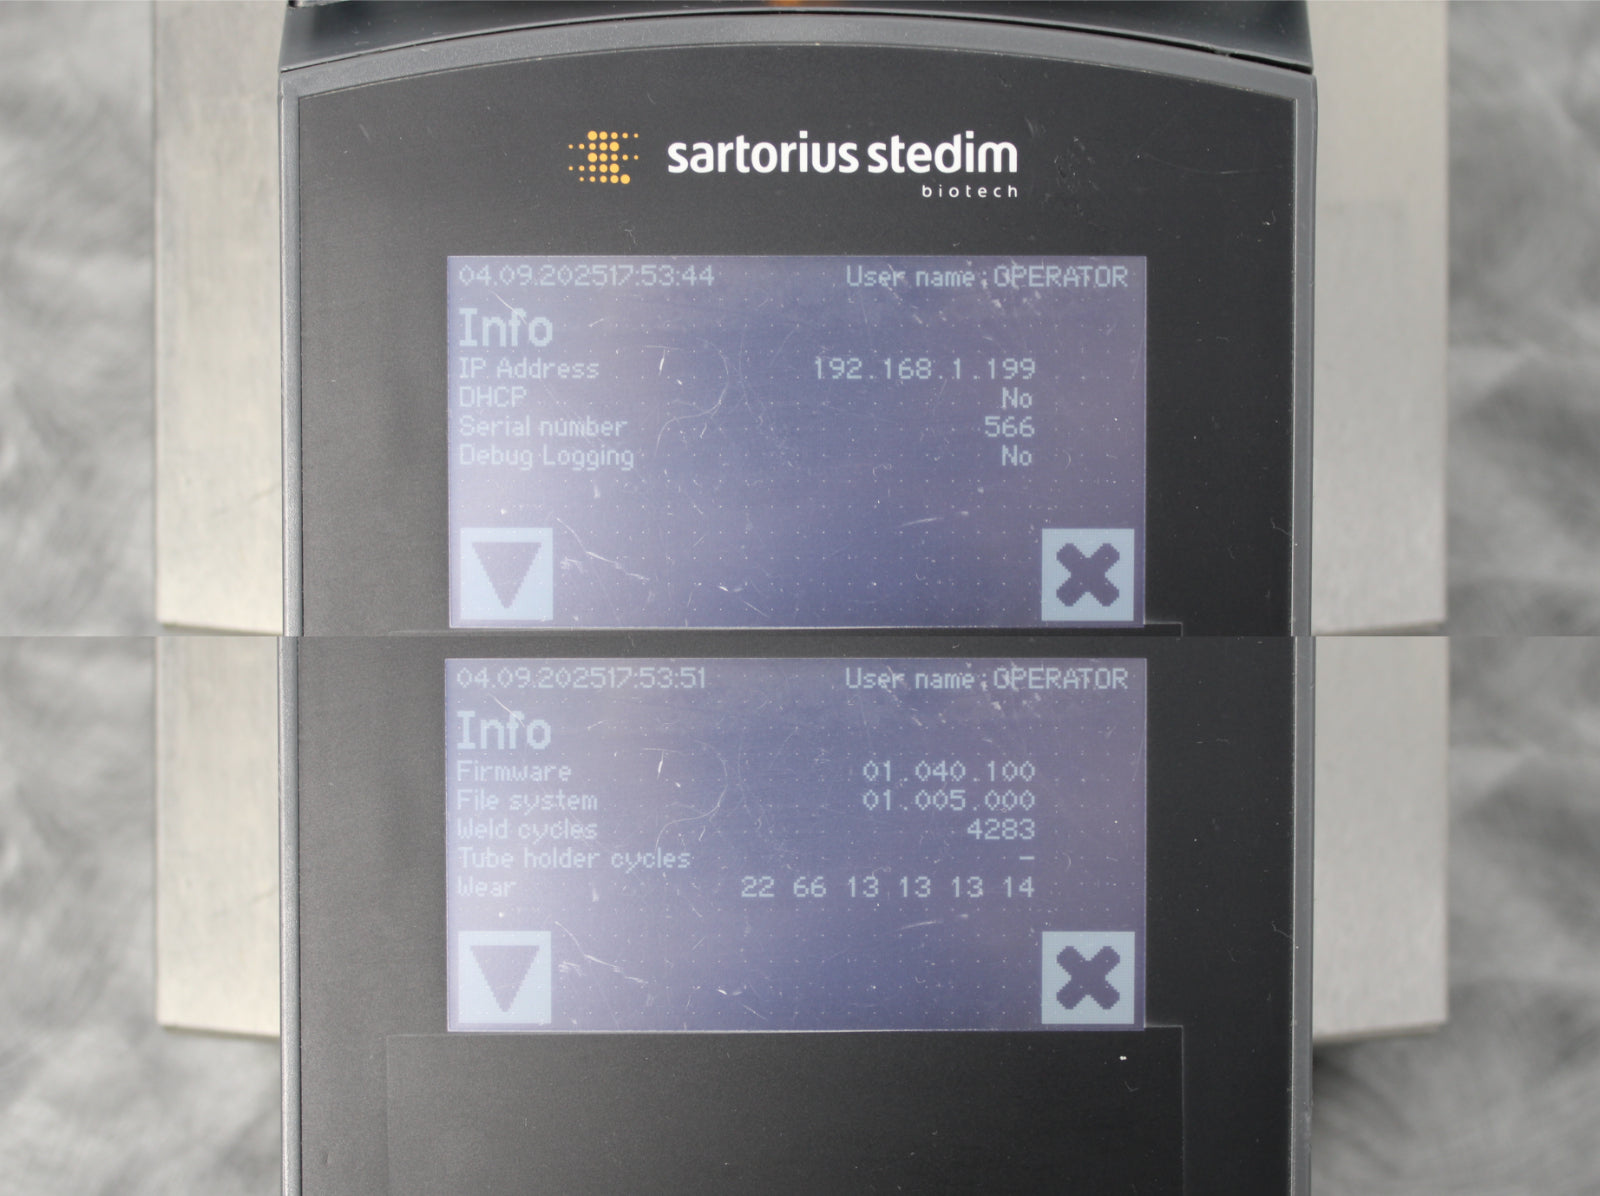 sartorius stedim
biotech
04.09.202517:53:44 User name:OPERATOR
Info
IP Address 192.168.1.199
DHCP No
Serial number 566
Debug Logging No
04.09.202517:53:51 User name:OPERATOR
Info
Firmware 01.040.100
File system 01.005.000
Weld cycles 4283
Tube holder cycles –
Wear 22 66 13 13 13 14